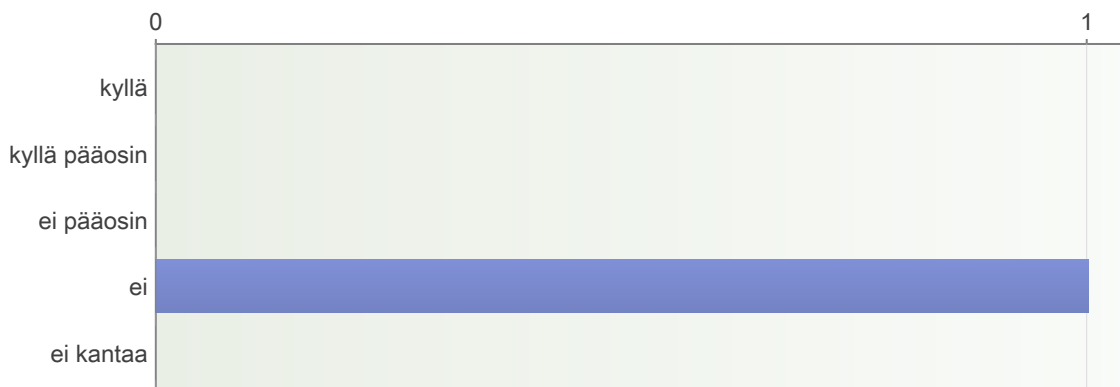 0 1
kyllä
kyllä pääosin
ei pääosin
ei
ei kantaa